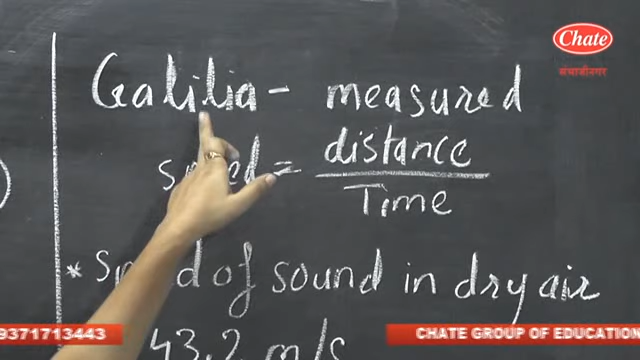 Chate
संभाजीनगर
Galilia - measured
speed = distance
Time
* Speed of sound in dry air
43.2 m/s
9371713443
CHATE GROUP OF EDUCATION